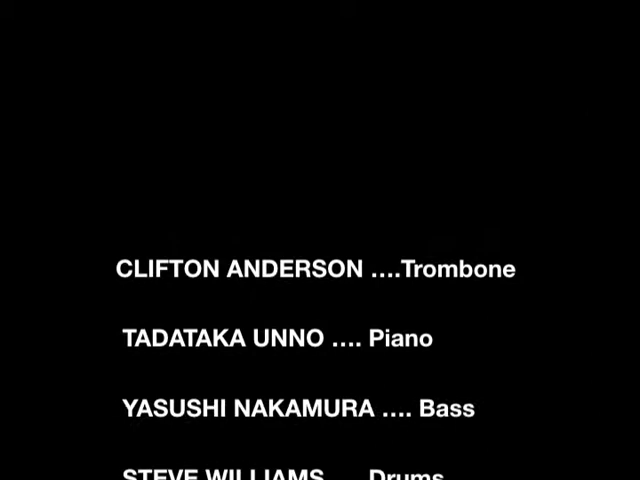 CLIFTON ANDERSON ....Trombone
TADATAKA UNNO .... Piano
YASUSHI NAKAMURA .... Bass
STEVE WILLIAMS .... Drums